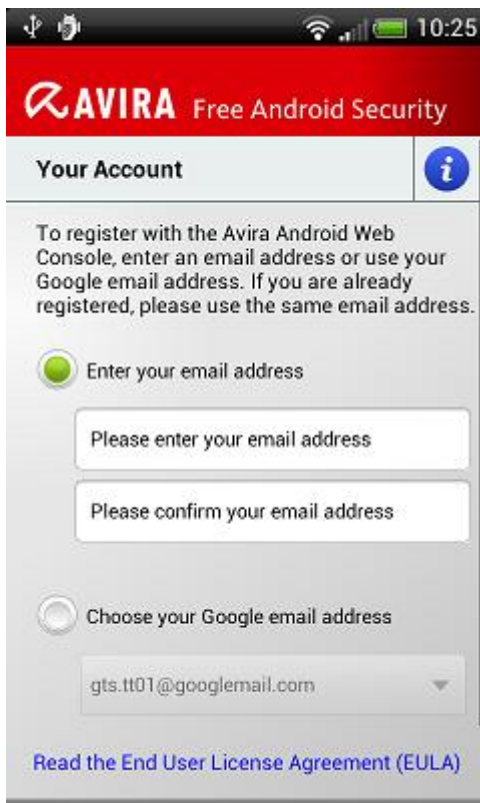 10:25
AVIRA Free Android Security
Your Account
i
To register with the Avira Android Web
Console, enter an email address or use your
Google email address. If you are already
registered, please use the same email address.
Enter your email address
Please enter your email address
Please confirm your email address
Choose your Google email address
gts.tt01@googlemail.com
Read the End User License Agreement (EULA)